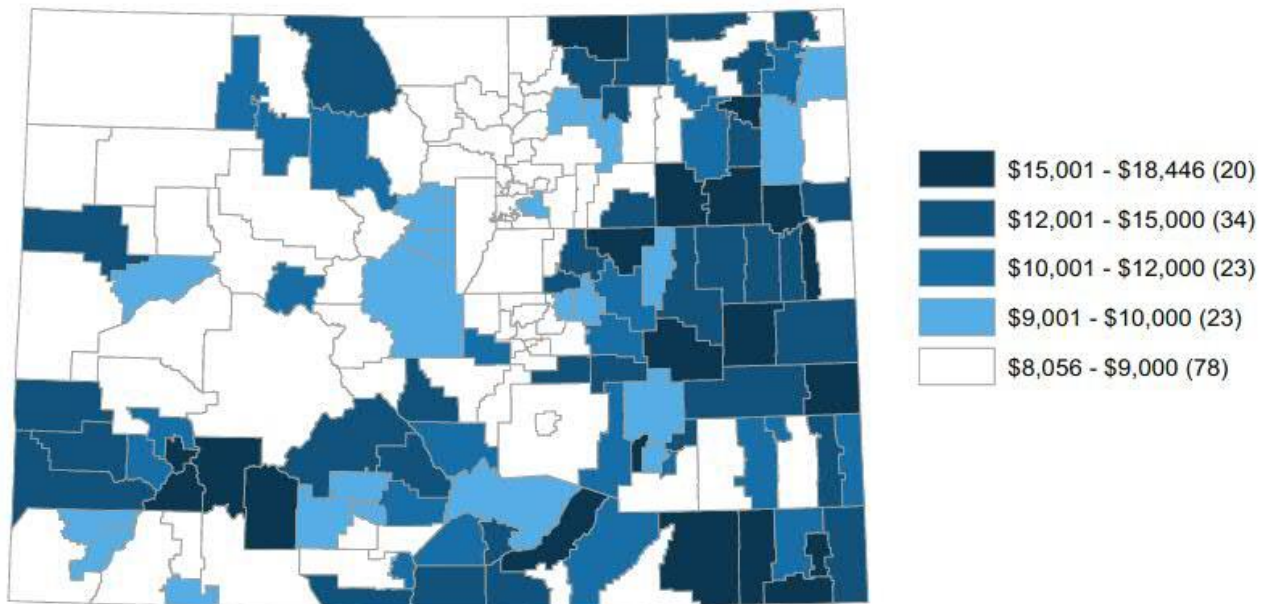 $15,001 - $18,446 (20)
$12,001 - $15,000 (34)
$10,001 - $12,000 (23)
$9,001 - $10,000 (23)
$8,056 - $9,000 (78)